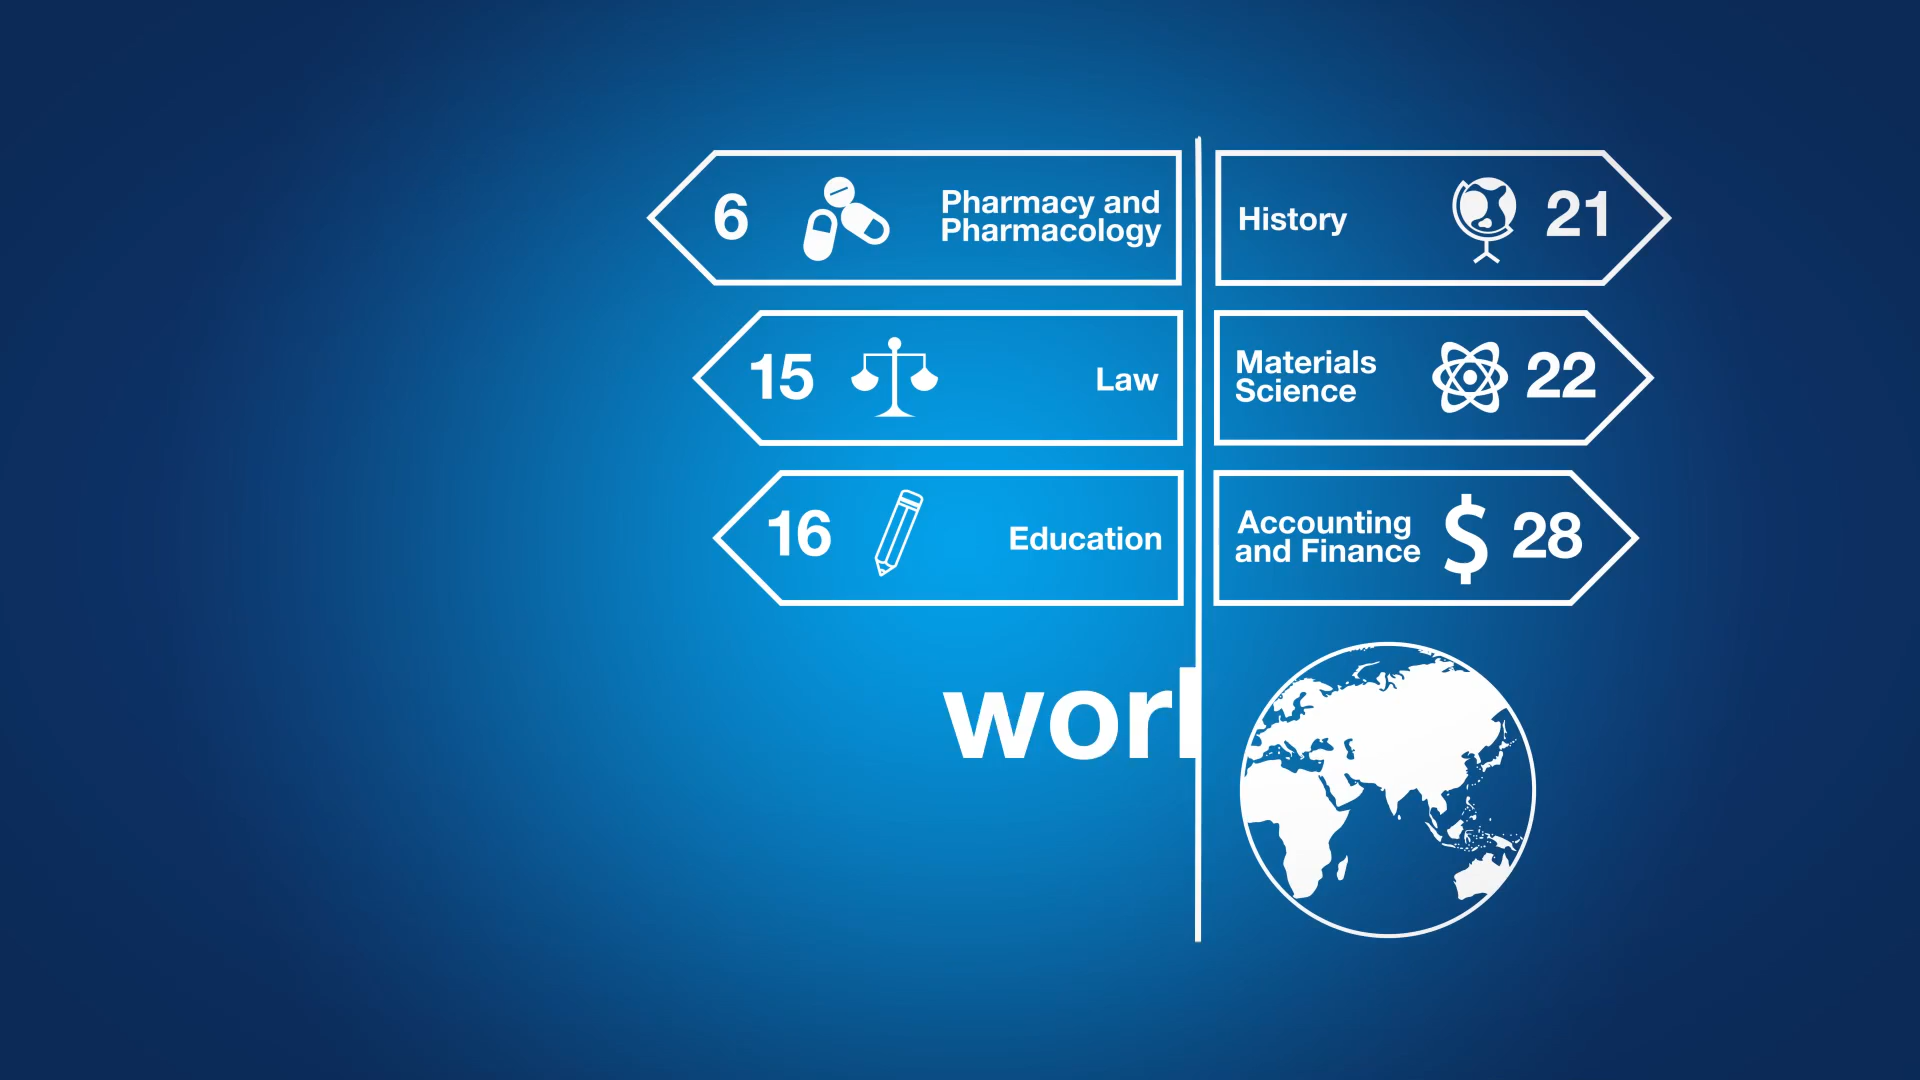 6
Pharmacy and
Pharmacology
History
21
15
Law
Materials
Science
22
16
Education
Accounting
and Finance
$
28
worl